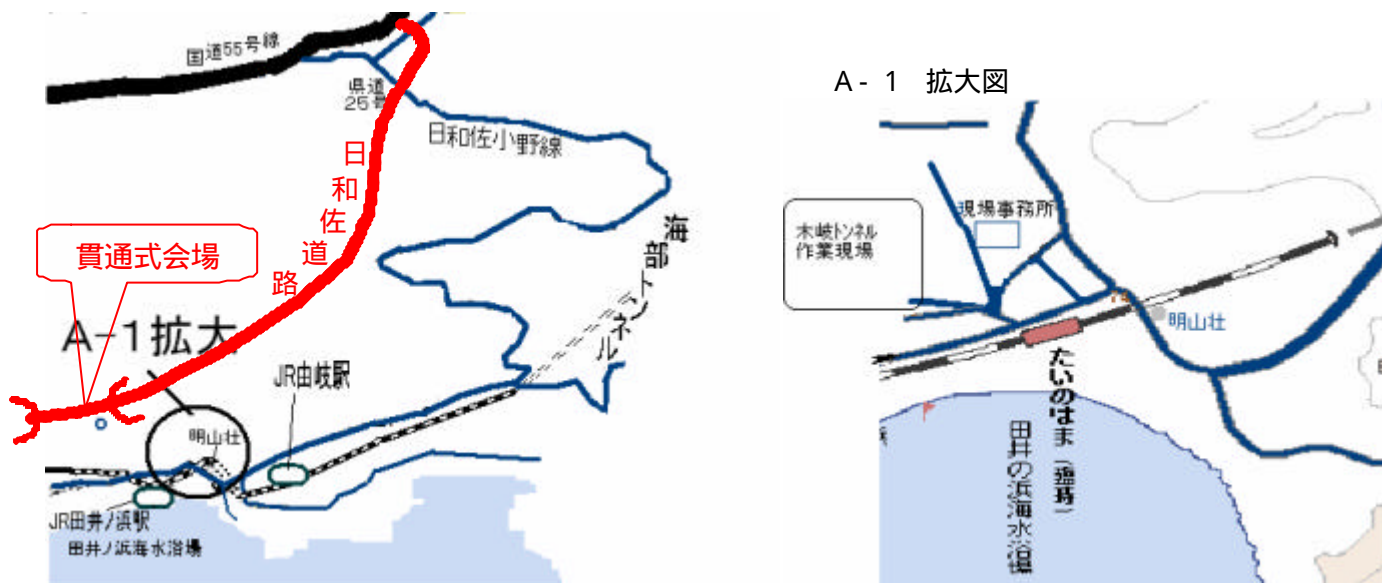 国道55号線
県道
25号
日和佐小野線
日和佐道路
貫通式会場
A-1拡大
海部トンネル
JR由岐駅
明山荘
JR田井ノ浜駅
田井ノ浜海水浴場
A-1 拡大図
現場事務所
木岐トンネル
作業現場
明山荘
たいのはま(臨時)
田井の浜海水浴場